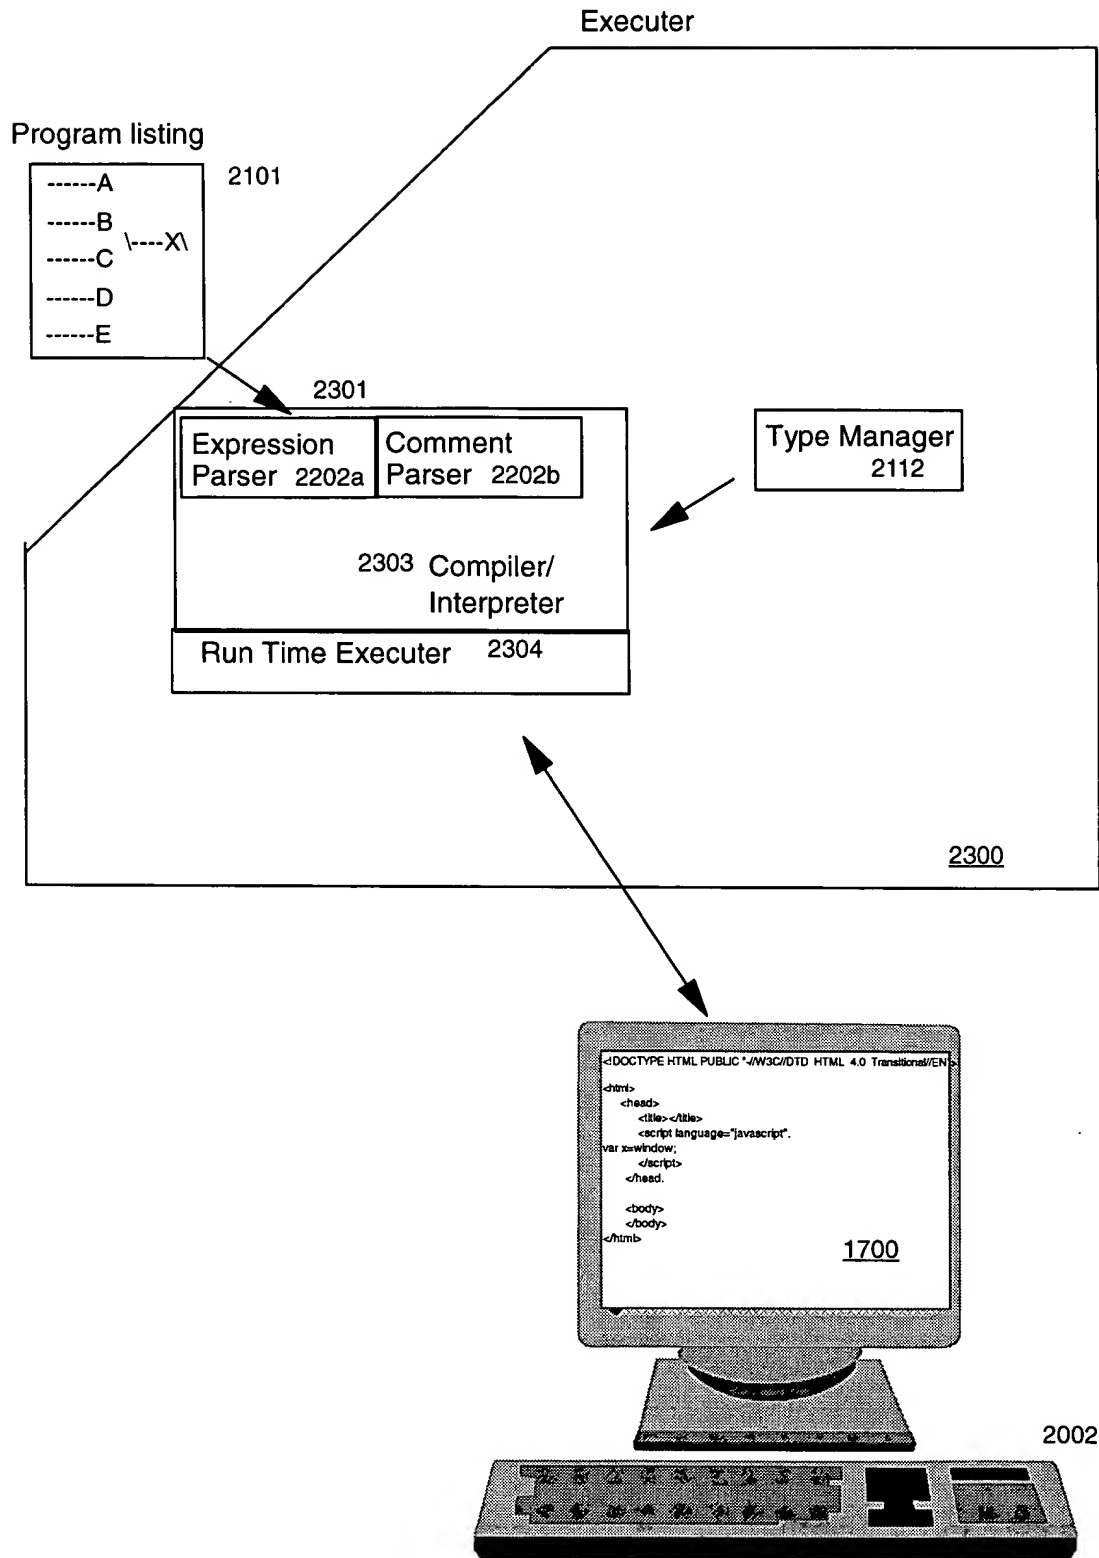 Executer
Program listing
2101
------A
------B
\----X\
------C
------D
------E
2301
Expression
Parser 2202a
Comment
Parser 2202b
Type Manager
2112
2303 Compiler/
Interpreter
Run Time Executer 2304
2300
<!DOCTYPE HTML PUBLIC "-//W3C//DTD HTML 4.0 Transitional//EN">
<html>
<head>
<title></title>
<script language="javascript".
var x=window;
</script>
</head.
<body>
</body>
</html>
1700
2002